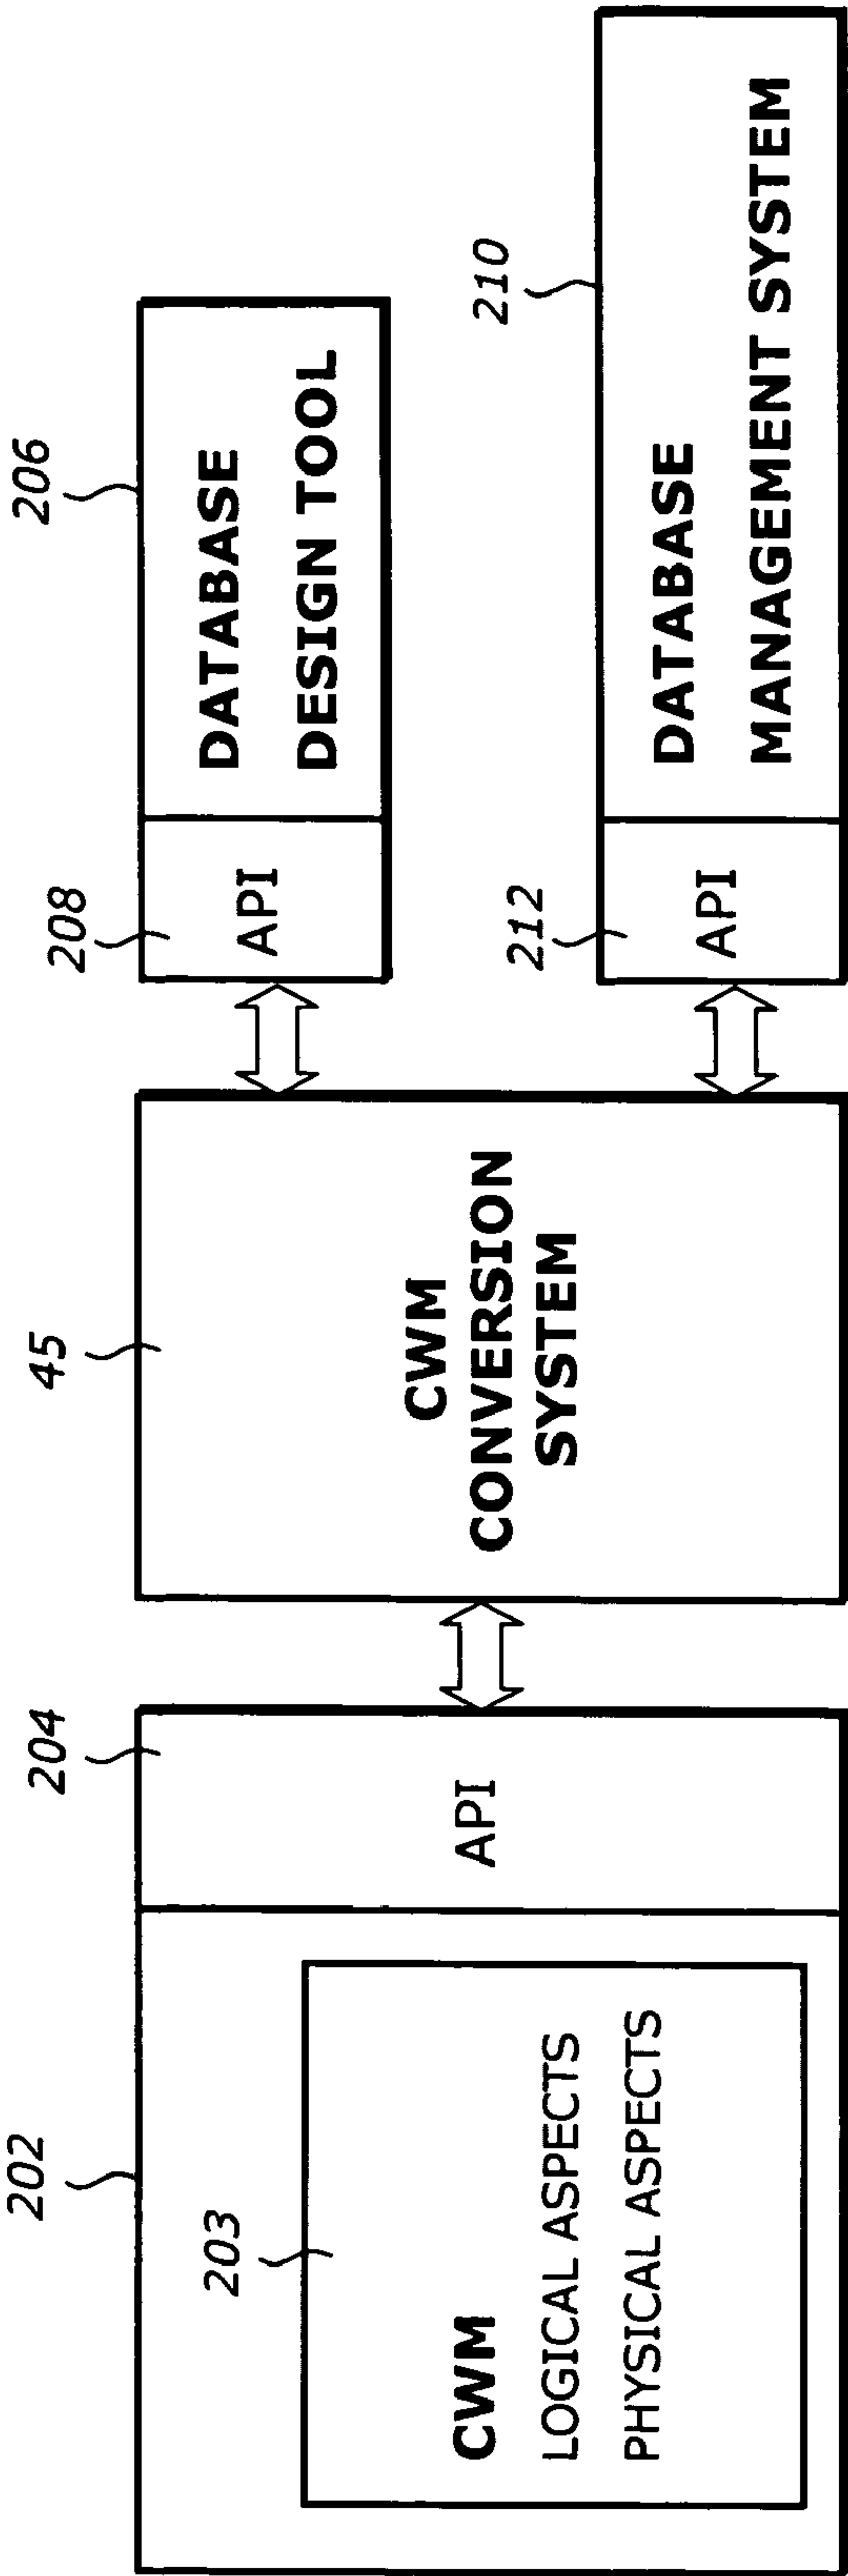 202
203
CWM
LOGICAL ASPECTS
PHYSICAL ASPECTS
204
API
45
CWM
CONVERSION
SYSTEM
208
API
206
DATABASE
DESIGN TOOL
212
API
210
DATABASE
MANAGEMENT SYSTEM